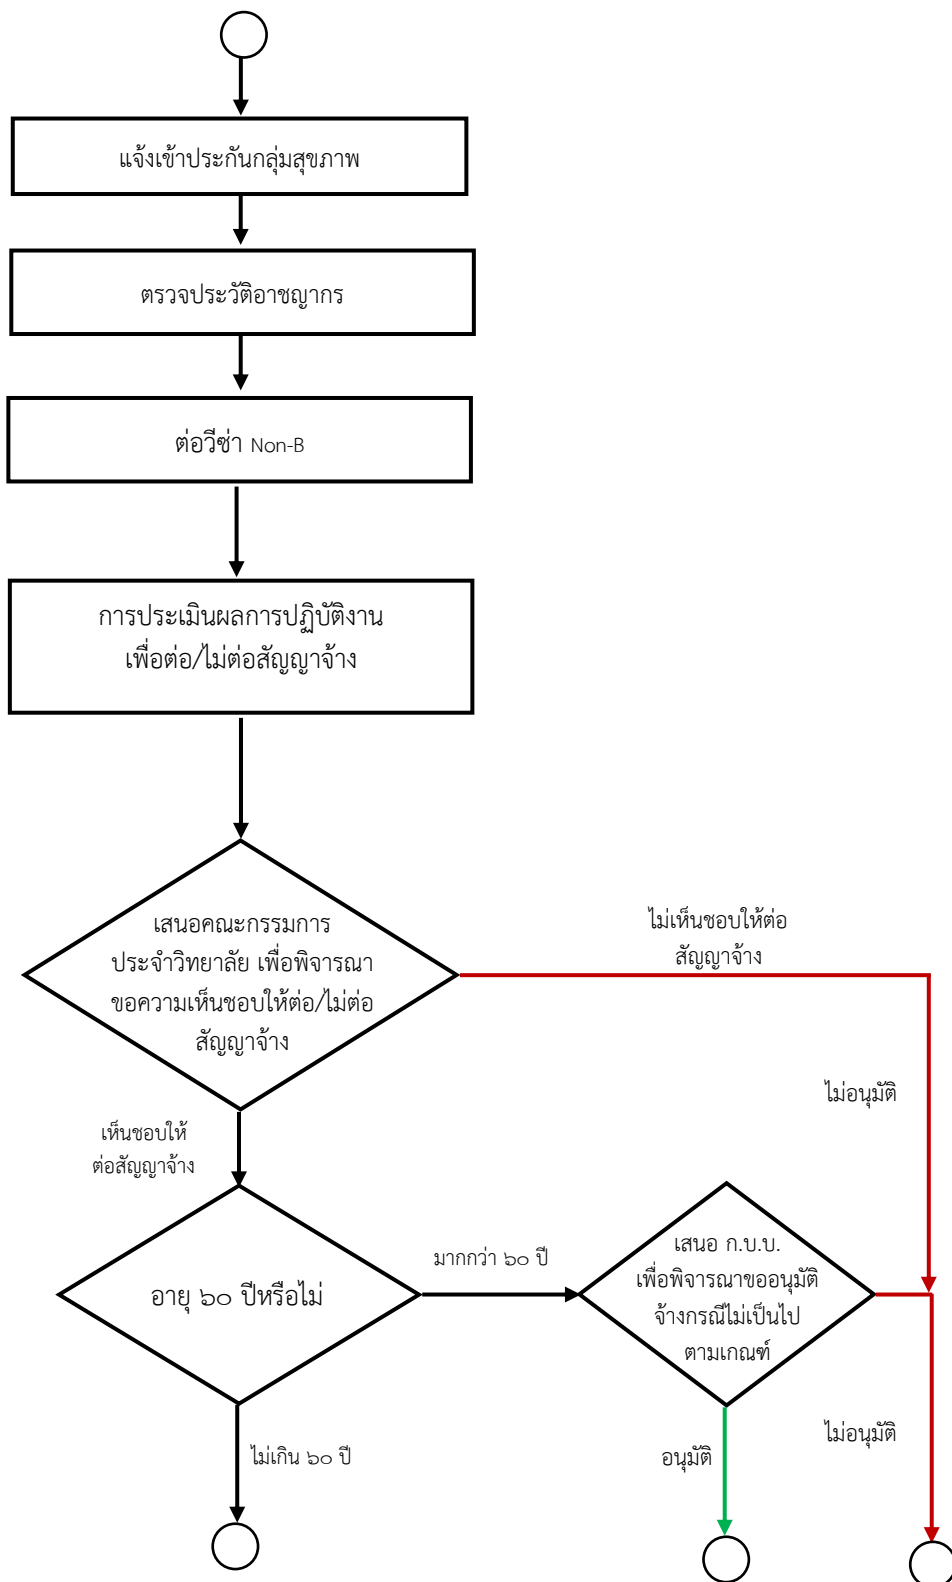 แจ้งเข้าประกันกลุ่มสุขภาพ
ตรวจประวัติอาชญากร
ต่อวีซ่า Non-B
การประเมินผลการปฏิบัติงาน
เพื่อต่อ/ไม่ต่อสัญญาจ้าง
เสนอคณะกรรมการ
ประจำวิทยาลัย เพื่อพิจารณา
ขอความเห็นชอบให้ต่อ/ไม่ต่อ
สัญญาจ้าง
ไม่เห็นชอบให้ต่อ
สัญญาจ้าง
ไม่อนุมัติ
เห็นชอบให้
ต่อสัญญาจ้าง
อายุ ๖๐ ปีหรือไม่
มากกว่า ๖๐ ปี
เสนอ ก.บ.บ.
เพื่อพิจารณาขออนุมัติ
จ้างกรณีไม่เป็นไป
ตามเกณฑ์
ไม่เกิน ๖๐ ปี
อนุมัติ
ไม่อนุมัติ